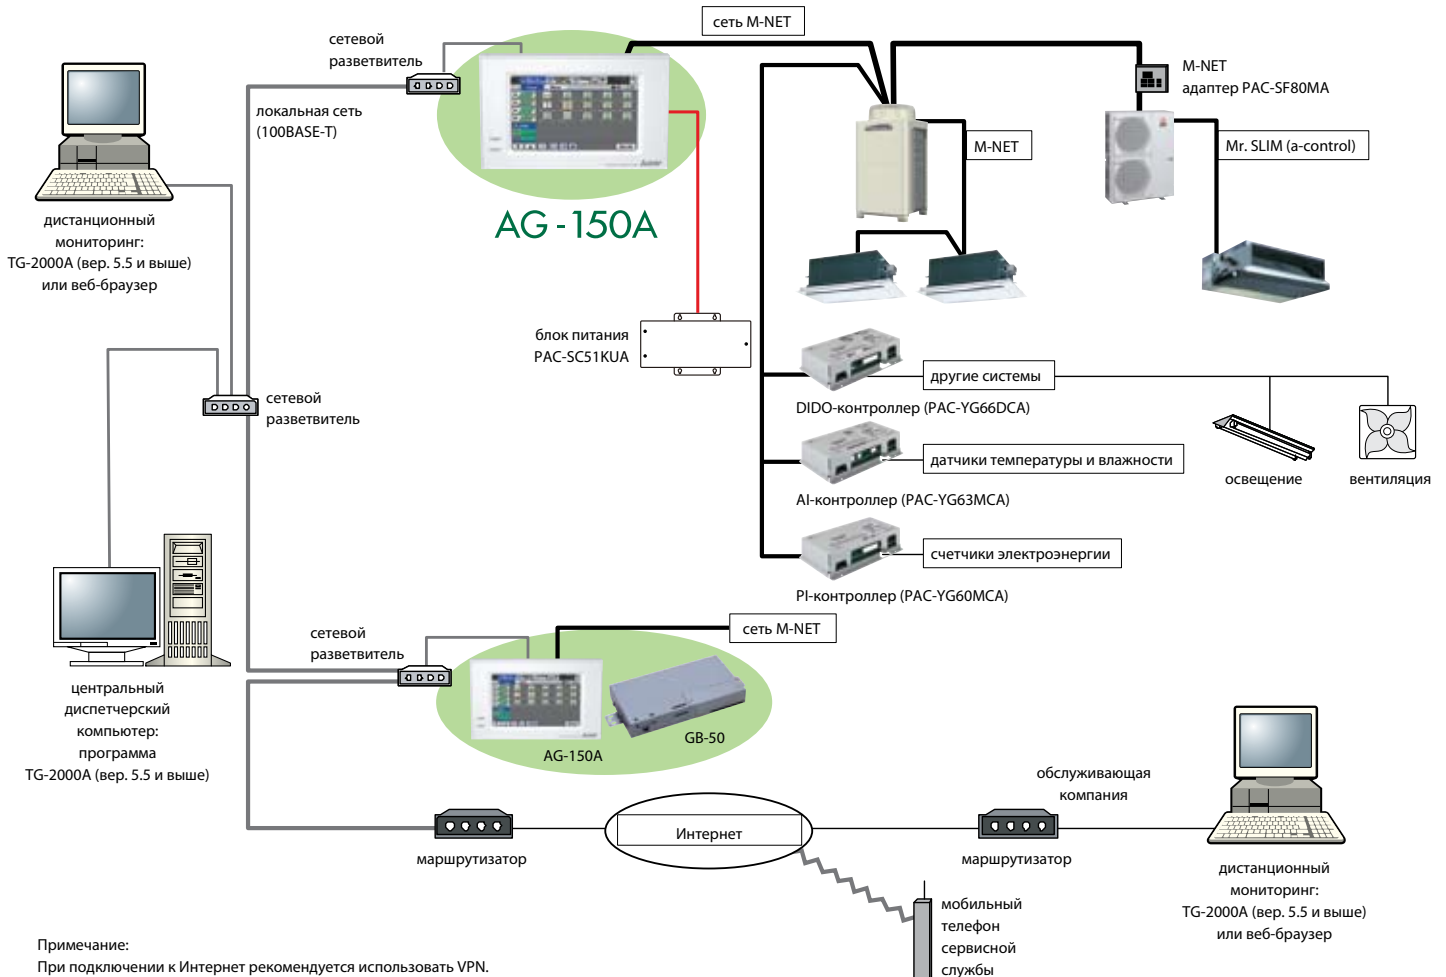 сеть M-NET
сетевой
разветвитель
локальная сеть
(100BASE-T)
M-NET
адаптер PAC-SF80MA
M-NET
Mr. SLIM (a-control)
AG-150A
дистанционный
мониторинг:
TG-2000A (вер. 5.5 и выше)
или веб-браузер
блок питания
PAC-SC51KUA
сетевой
разветвитель
другие системы
DIDO-контроллер (PAC-YG66DCA)
датчики температуры и влажности
AI-контроллер (PAC-YG63MCA)
освещение
вентиляция
счетчики электроэнергии
PI-контроллер (PAC-YG60MCA)
сеть M-NET
сетевой
разветвитель
центральный
диспетчерский
компьютер:
программа
TG-2000A (вер. 5.5 и выше)
AG-150A
GB-50
обслуживающая
компания
Интернет
маршрутизатор
маршрутизатор
дистанционный
мониторинг:
TG-2000A (вер. 5.5 и выше)
или веб-браузер
мобильный
телефон
сервисной
службы
Примечание:
При подключении к Интернет рекомендуется использовать VPN.